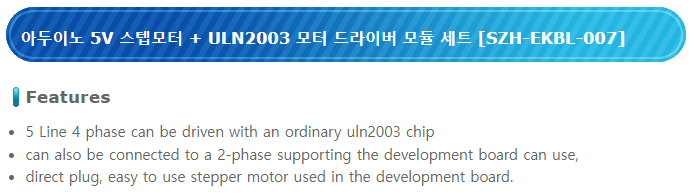 아두이노 5V 스텝모터 + ULN2003 모터 드라이버 모듈 세트 [SZH-EKBL-007]
Features
• 5 Line 4 phase can be driven with an ordinary uln2003 chip
• can also be connected to a 2-phase supporting the development board can use,
• direct plug, easy to use stepper motor used in the development board.